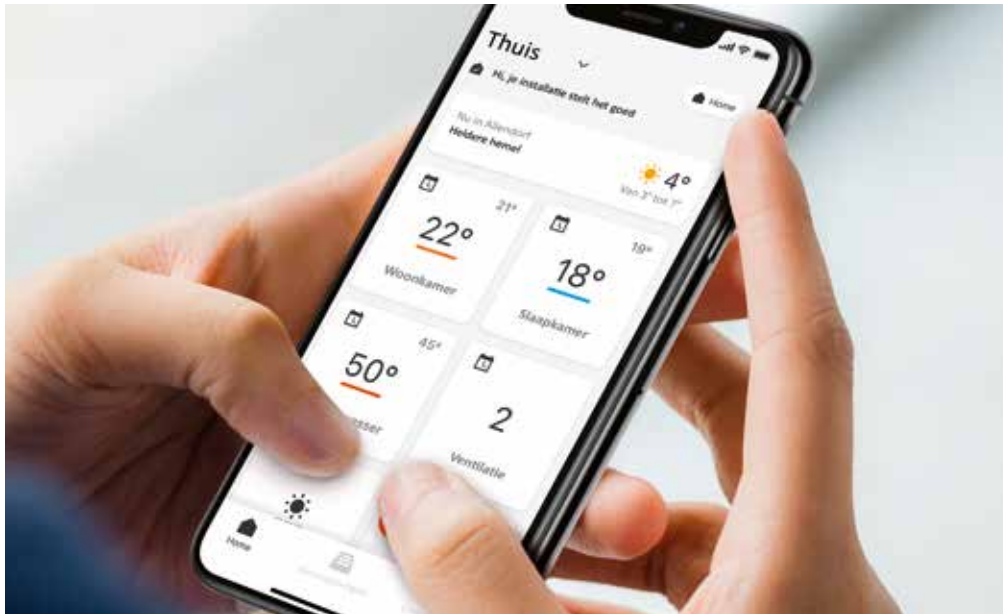 Thuis
Hi, je installatie stelt het goed
Home
Nu in Allendorf
Heldere hemel
4°
Van 3° tot 7°
21°
22°
Woonkamer
19°
18°
Slaapkamer
45°
50°
2
Ventilatie
Home